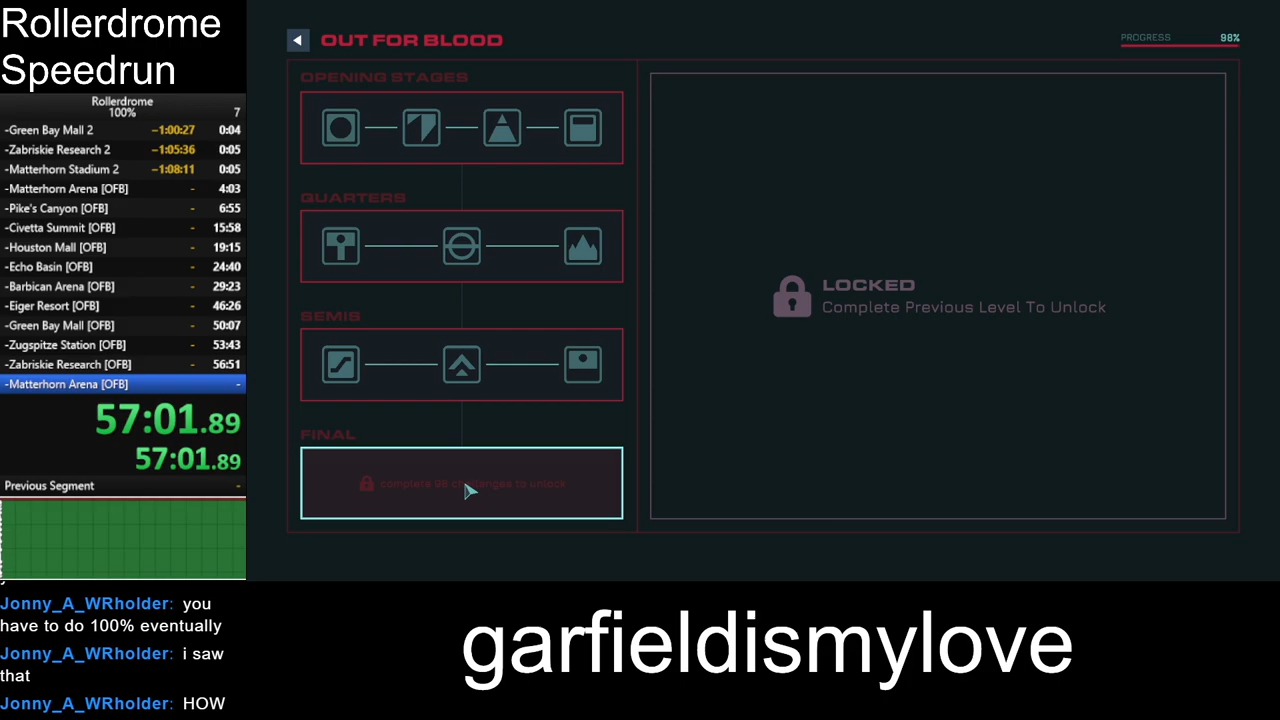 Rollerdrome
Speedrun
Rollerdrome
100% 7
-Green Bay Mall 2 −1:00:27 0:04
-Zabriskie Research 2 −1:05:36 0:05
-Matterhorn Stadium 2 −1:08:11 0:05
-Matterhorn Arena [OFB] - 4:03
-Pike's Canyon [OFB] - 6:55
-Civetta Summit [OFB] - 15:58
-Houston Mall [OFB] - 19:15
-Echo Basin [OFB] - 24:40
-Barbican Arena [OFB] - 29:23
-Eiger Resort [OFB] - 46:26
-Green Bay Mall [OFB] - 50:07
-Zugspitze Station [OFB] - 53:43
-Zabriskie Research [OFB] - 56:51
-Matterhorn Arena [OFB] -
57:01.89
57:01.89
Previous Segment -
Jonny_A_WRholder: you
have to do 100% eventually
Jonny_A_WRholder: i saw
that
Jonny_A_WRholder: HOW
OUT FOR BLOOD
PROGRESS 98%
OPENING STAGES
QUARTERS
SEMIS
FINAL
complete 98 challenges to unlock
LOCKED
Complete Previous Level To Unlock
garfieldismylove